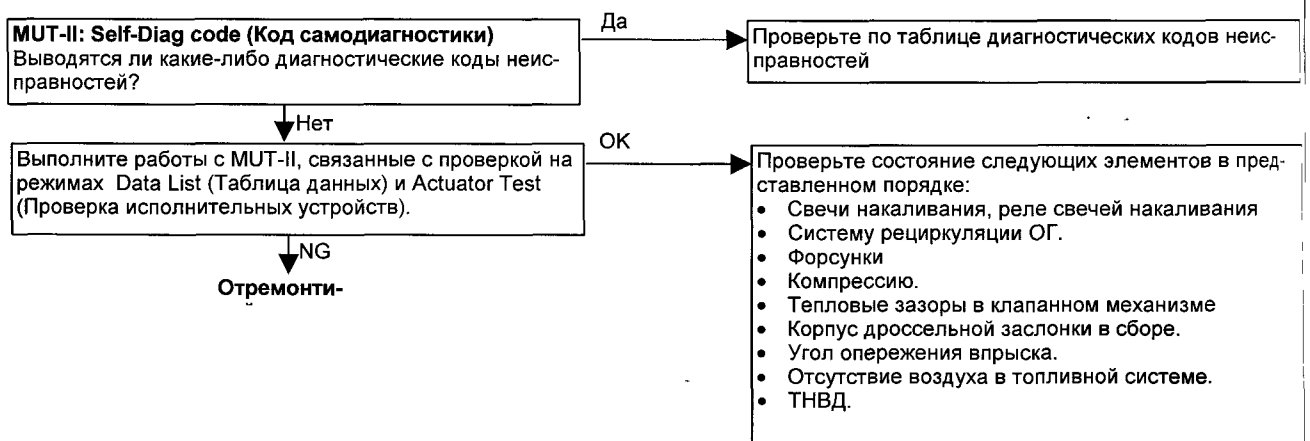 MUT-II: Self-Diag code (Код самодиагностики)
Выводятся ли какие-либо диагностические коды неис-
правностей?
Да
Проверьте по таблице диагностических кодов неис-
правностей
Нет
Выполните работы с MUT-II, связанные с проверкой на
режимах Data List (Таблица данных) и Actuator Test
(Проверка исполнительных устройств).
OK
Проверьте состояние следующих элементов в пред-
ставленном порядке:
• Свечи накаливания, реле свечей накаливания
• Систему рециркуляции ОГ.
• Форсунки
• Компрессию.
• Тепловые зазоры в клапанном механизме
• Корпус дроссельной заслонки в сборе.
• Угол опережения впрыска.
• Отсутствие воздуха в топливной системе.
• ТНВД.
NG
Отремонти-